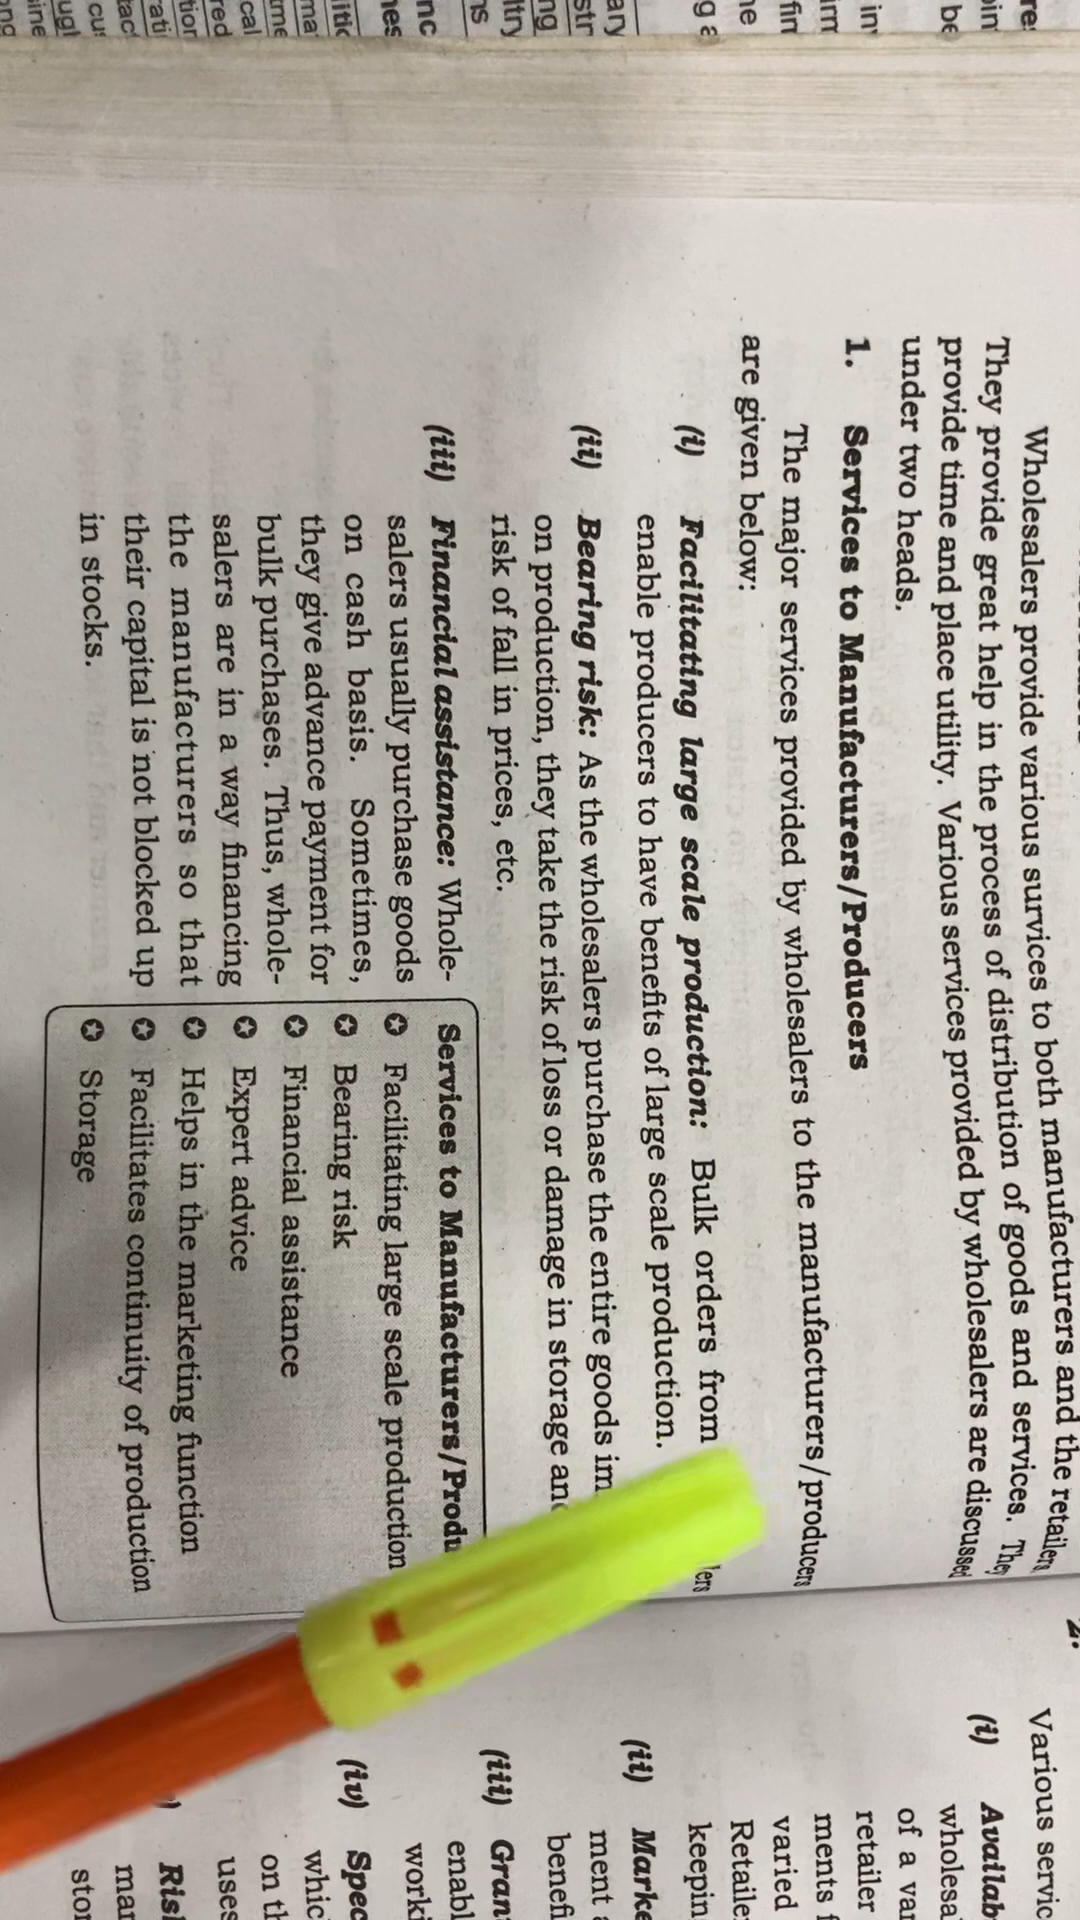 Wholesalers provide various survices to both manufacturers and the retailers
They provide great help in the process of distribution of goods and services. They
provide time and place utility. Various services provided by wholesalers are discussed
under two heads.
1. Services to Manufacturers/Producers
The major services provided by wholesalers to the manufacturers/producers
are given below:
(i) Facilitating large scale production: Bulk orders from
enable producers to have benefits of large scale production.
(ii) Bearing risk: As the wholesalers purchase the entire goods
on production, they take the risk of loss or damage in storage and
risk of fall in prices, etc.
(iii) Financial assistance: Whole-
salers usually purchase goods
on cash basis. Sometimes,
they give advance payment for
bulk purchases. Thus, whole-
salers are in a way financing
the manufacturers so that
their capital is not blocked up
in stocks.
Services to Manufacturers/Produ
✪ Facilitating large scale production
✪ Bearing risk
✪ Financial assistance
✪ Expert advice
✪ Helps in the marketing function
✪ Facilitates continuity of production
✪ Storage
2.
Various servic
(i) Availab
wholesa
of a var
retailer
ments f
varied
Retaile
keepin
(ii) Marke
ment
benefi
(iii) Gran
enabl
worki
(iv) Spec
whic
on th
uses
Ris
man
stor